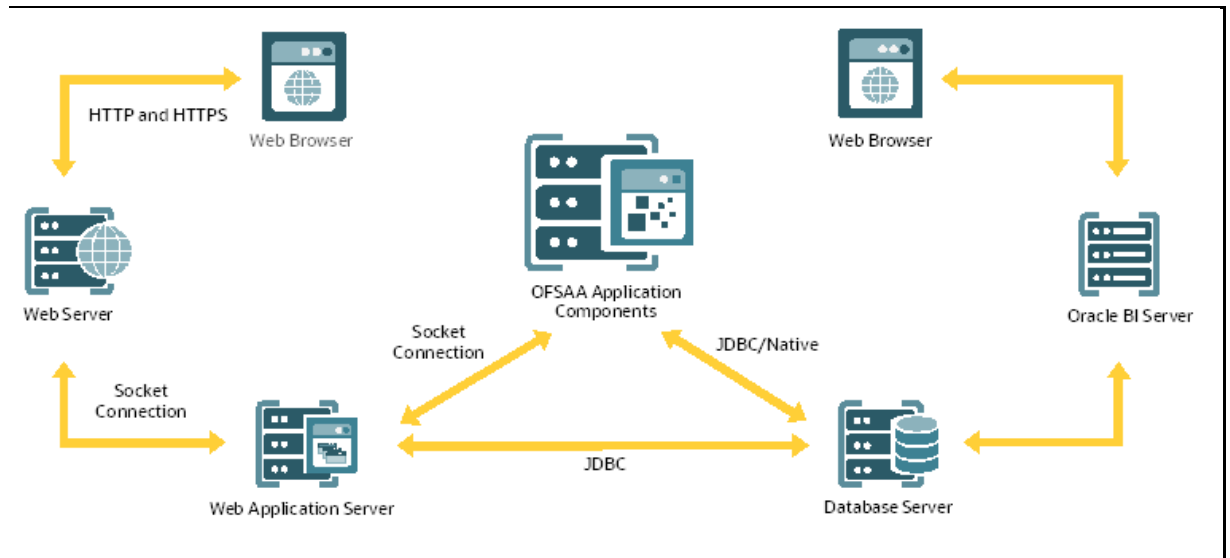 HTTP and HTTPS
Web Browser
Web Browser
OFSAA Application
Components
Web Server
Oracle BI Server
Socket
Connection
JDBC/Native
Socket
Connection
JDBC
Web Application Server
Database Server